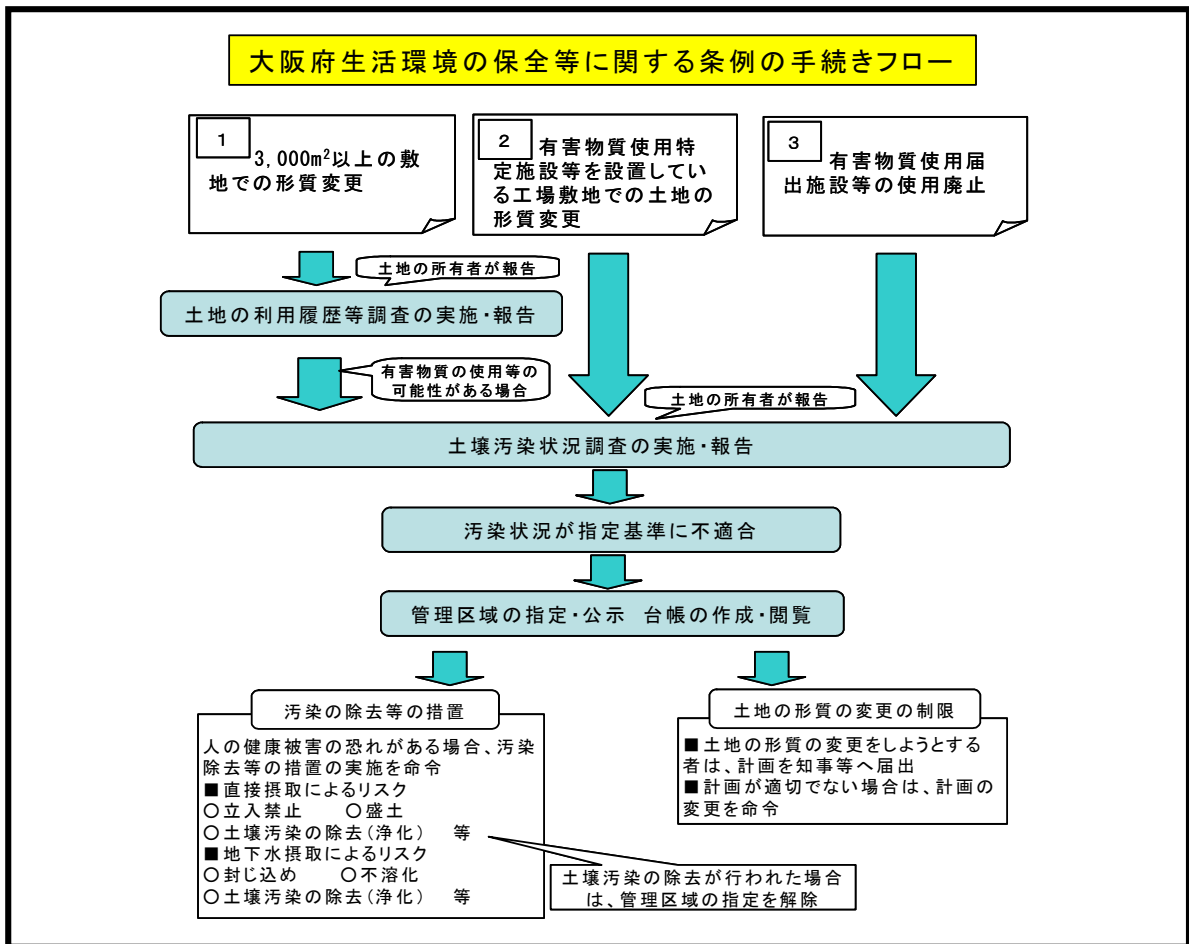 大阪府生活環境の保全等に関する条例の手続きフロー
1
3,000m²以上の敷
地での形質変更
2
有害物質使用特
定施設等を設置してい
る工場敷地での土地の
形質変更
3
有害物質使用届
出施設等の使用廃止
土地の所有者が報告
土地の利用履歴等調査の実施・報告
有害物質の使用等の
可能性がある場合
土地の所有者が報告
土壌汚染状況調査の実施・報告
汚染状況が指定基準に不適合
管理区域の指定・公示 台帳の作成・閲覧
汚染の除去等の措置
人の健康被害の恐れがある場合、汚染
除去等の措置の実施を命令
■直接摂取によるリスク
○立入禁止 ○盛土
○土壌汚染の除去(浄化) 等
■地下水摂取によるリスク
○封じ込め ○不溶化
○土壌汚染の除去(浄化) 等
土地の形質の変更の制限
■土地の形質の変更をしようとする
者は、計画を知事等へ届出
■計画が適切でない場合は、計画の
変更を命令
土壌汚染の除去が行われた場合
は、管理区域の指定を解除